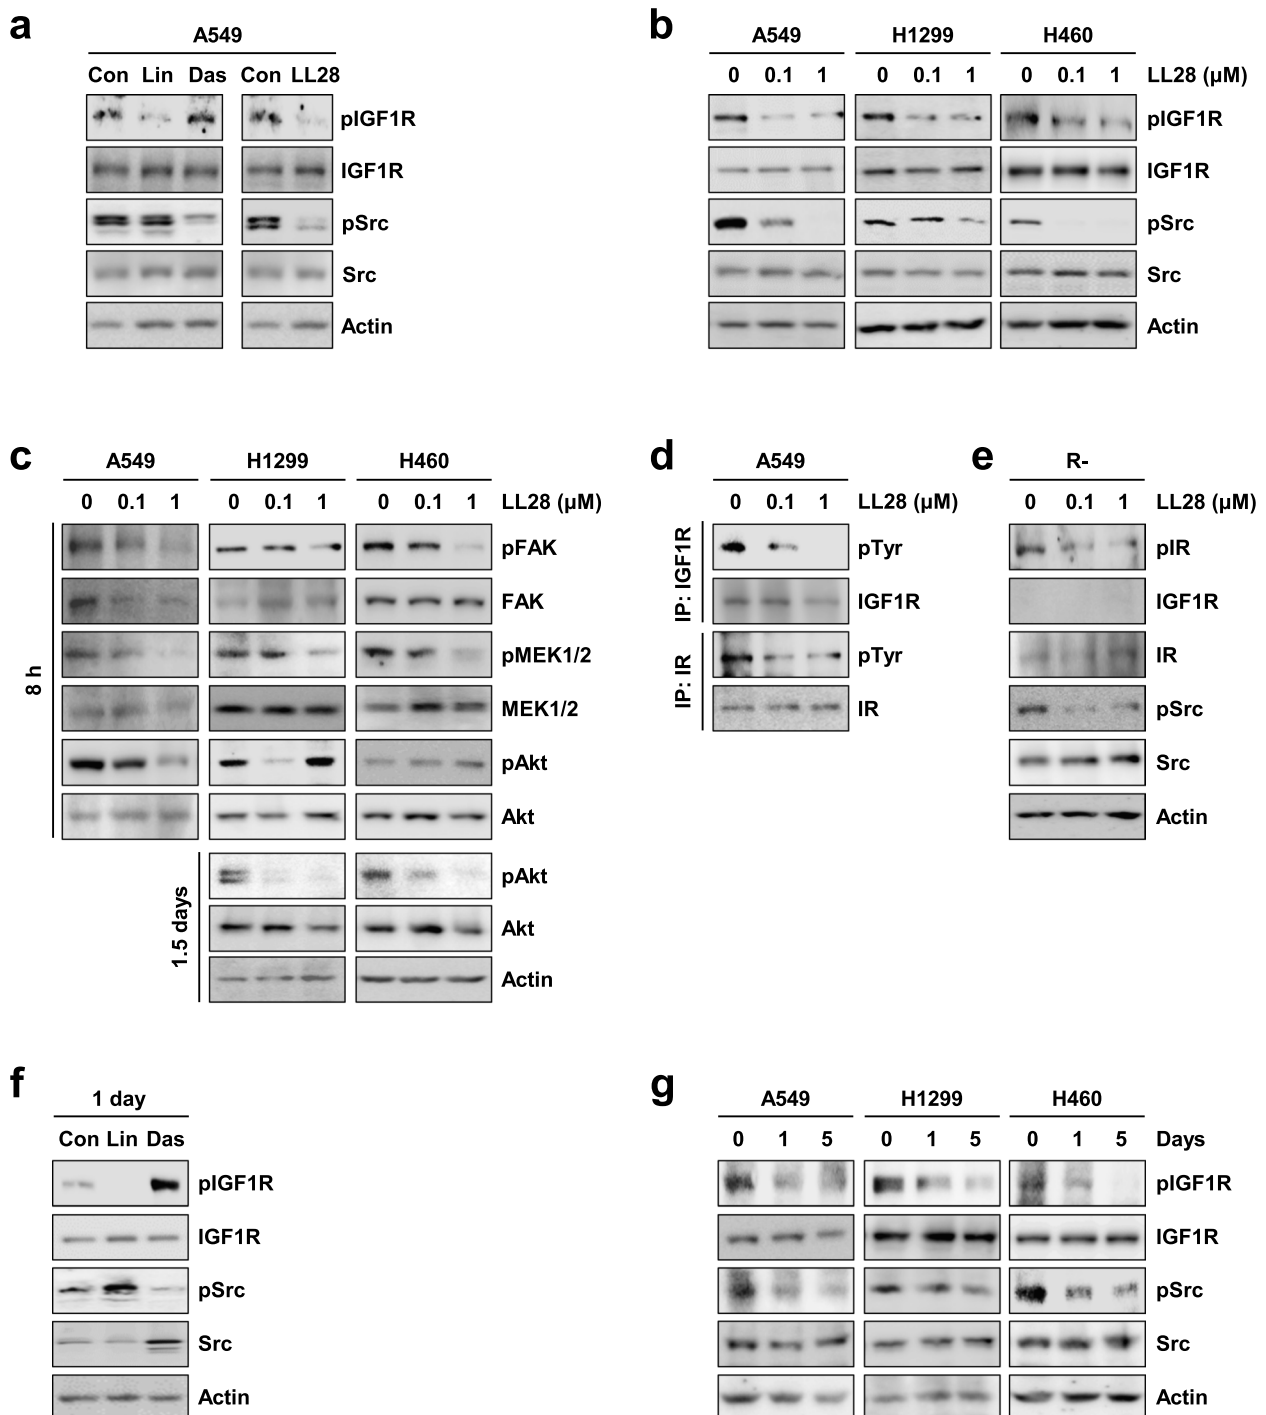 a
A549
Con Lin Das Con LL28
pIGF1R
IGF1R
pSrc
Src
Actin
b
A549 H1299 H460
0 0.1 1 0 0.1 1 0 0.1 1 LL28 (µM)
pIGF1R
IGF1R
pSrc
Src
Actin
c
A549 H1299 H460
0 0.1 1 0 0.1 1 0 0.1 1 LL28 (µM)
8 h
pFAK
FAK
pMEK1/2
MEK1/2
pAkt
Akt
1.5 days
pAkt
Akt
Actin
d
A549
0 0.1 1 LL28 (µM)
IP: IGF1R
pTyr
IGF1R
IP: IR
pTyr
IR
e
R-
0 0.1 1 LL28 (µM)
pIR
IGF1R
IR
pSrc
Src
Actin
f
1 day
Con Lin Das
pIGF1R
IGF1R
pSrc
Src
Actin
g
A549 H1299 H460
0 1 5 0 1 5 0 1 5 Days
pIGF1R
IGF1R
pSrc
Src
Actin